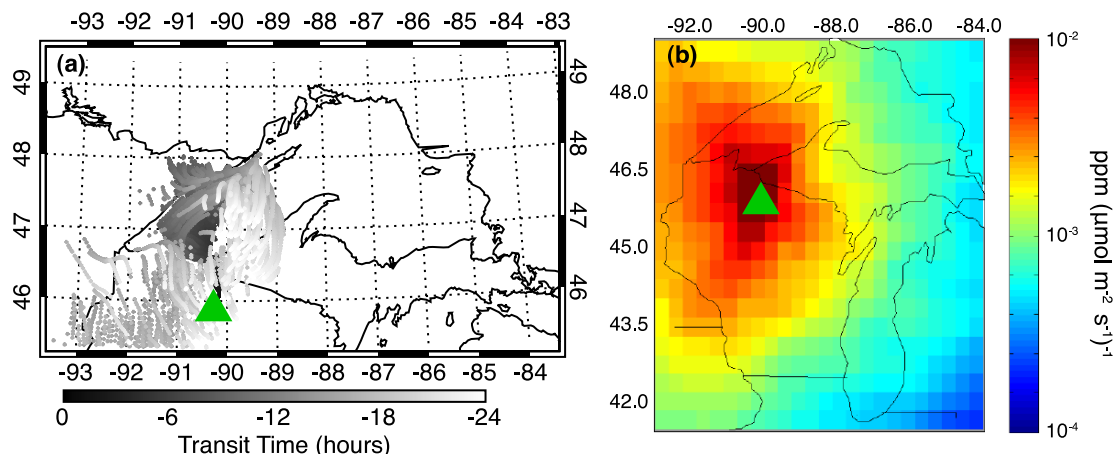 -93 -92 -91 -90 -89 -88 -87 -86 -85 -84 -83
(a)
49 49
48 48
47 47
46 46
-93 -92 -91 -90 -89 -88 -87 -86 -85 -84
0 -6 -12 -18 -24
Transit Time (hours)
-92.0 -90.0 -88.0 -86.0 -84.0
(b)
48.0
46.5
45.0
43.5
42.0
10⁻²
10⁻³
10⁻⁴
ppm (μmol m⁻² s⁻¹)⁻¹